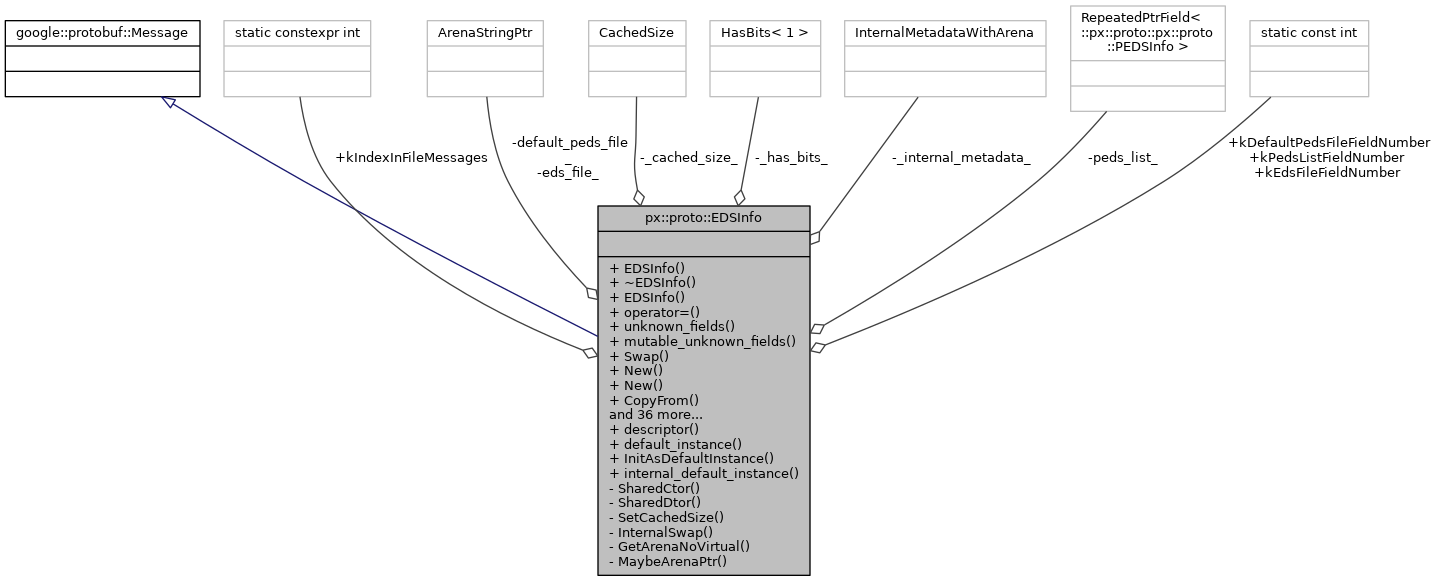 google::protobuf::Message
static constexpr int
ArenaStringPtr
CachedSize
HasBits< 1 >
InternalMetadataWithArena
RepeatedPtrField<
::px::proto::px::proto
::PEDSInfo >
static const int
+kIndexInFileMessages
-default_peds_file
_
-eds_file_
-_cached_size_
-_has_bits_
-_internal_metadata_
-peds_list_
+kDefaultPedsFileFieldNumber
+kPedsListFieldNumber
+kEdsFileFieldNumber
px::proto::EDSInfo
+ EDSInfo()
+ ~EDSInfo()
+ EDSInfo()
+ operator=()
+ unknown_fields()
+ mutable_unknown_fields()
+ Swap()
+ New()
+ New()
+ CopyFrom()
and 36 more...
+ descriptor()
+ default_instance()
+ InitAsDefaultInstance()
+ internal_default_instance()
- SharedCtor()
- SharedDtor()
- SetCachedSize()
- InternalSwap()
- GetArenaNoVirtual()
- MaybeArenaPtr()